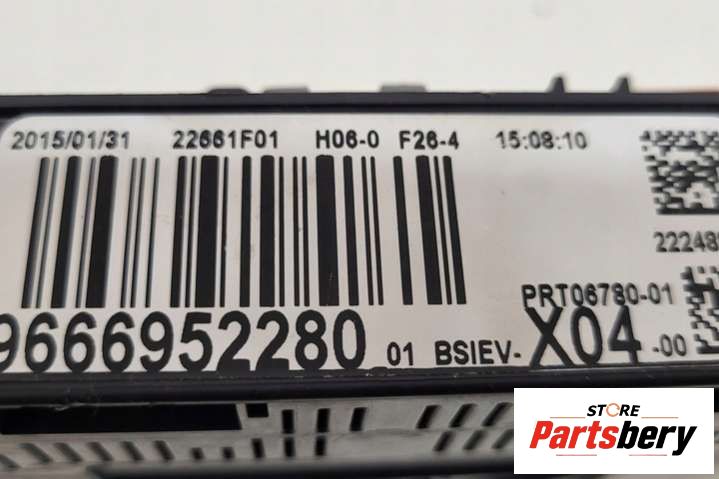 2015/01/31 22661F01 H06-0 F26-4 15:08:10
22248
PRT06780-01
9666952280 01 BSIEV-X04-00
STORE
Partsbery